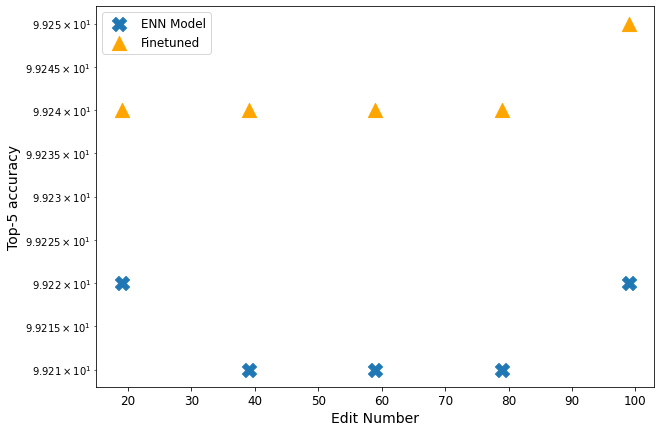 9.925 × 10¹
9.9245 × 10¹
9.924 × 10¹
9.9235 × 10¹
9.923 × 10¹
9.9225 × 10¹
9.922 × 10¹
9.9215 × 10¹
9.921 × 10¹
Top-5 accuracy
ENN Model
Finetuned
20 30 40 50 60 70 80 90 100
Edit Number